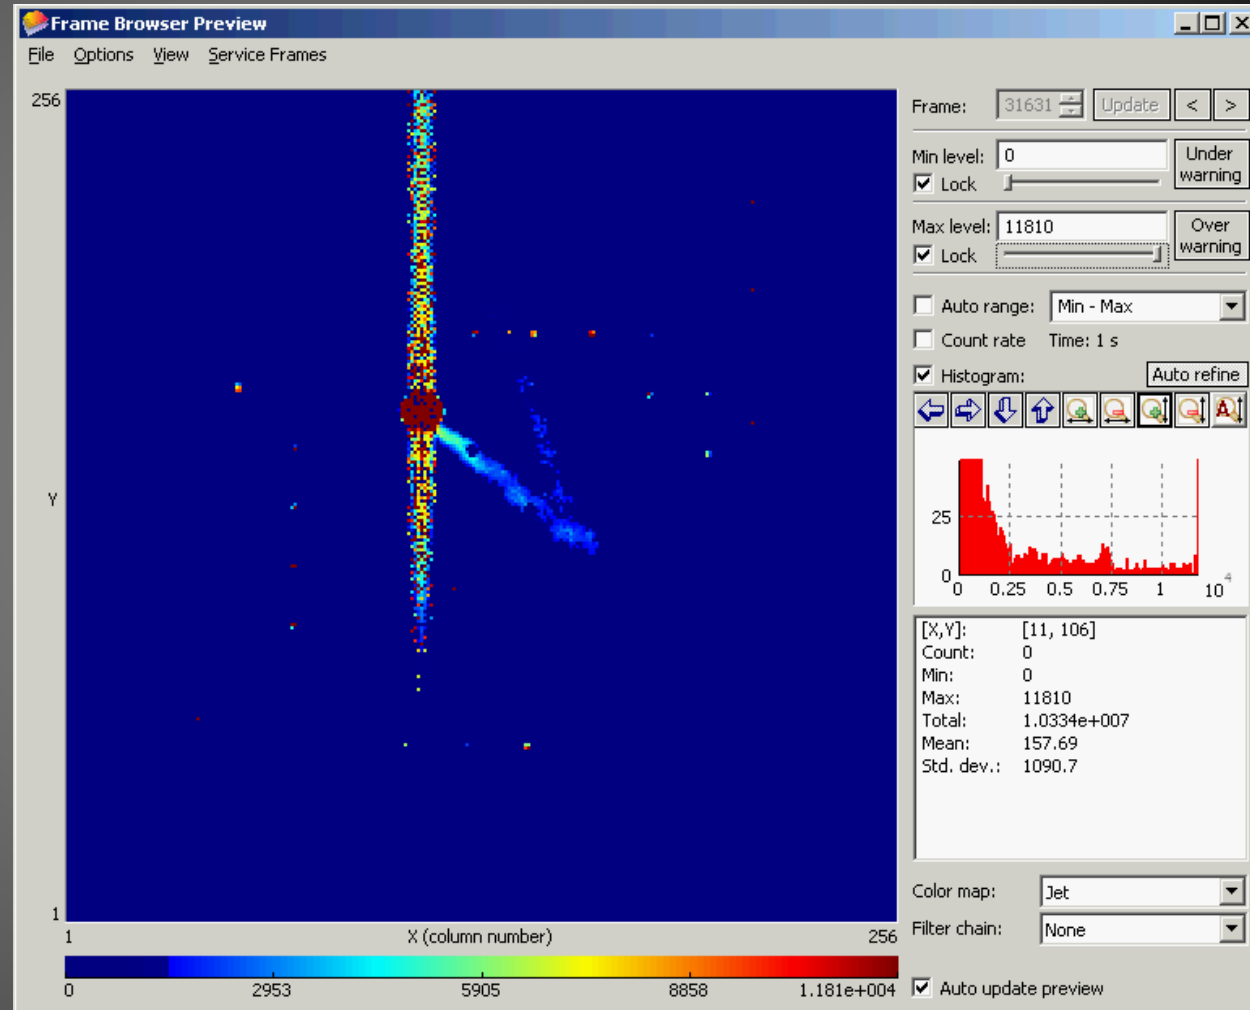 Frame Browser Preview
File Options View Service Frames
256
Y
1
1 X (column number) 256
0 2953 5905 8858 1.181e+004
Frame: 31631 Update < >
Min level: 0 Under warning
Lock
Max level: 11810 Over warning
Lock
Auto range: Min - Max
Count rate Time: 1 s
Histogram: Auto refine
A
25
0
0 0.25 0.5 0.75 1 10^4
[X,Y]: [11, 106]
Count: 0
Min: 0
Max: 11810
Total: 1.0334e+007
Mean: 157.69
Std. dev.: 1090.7
Color map: Jet
Filter chain: None
Auto update preview